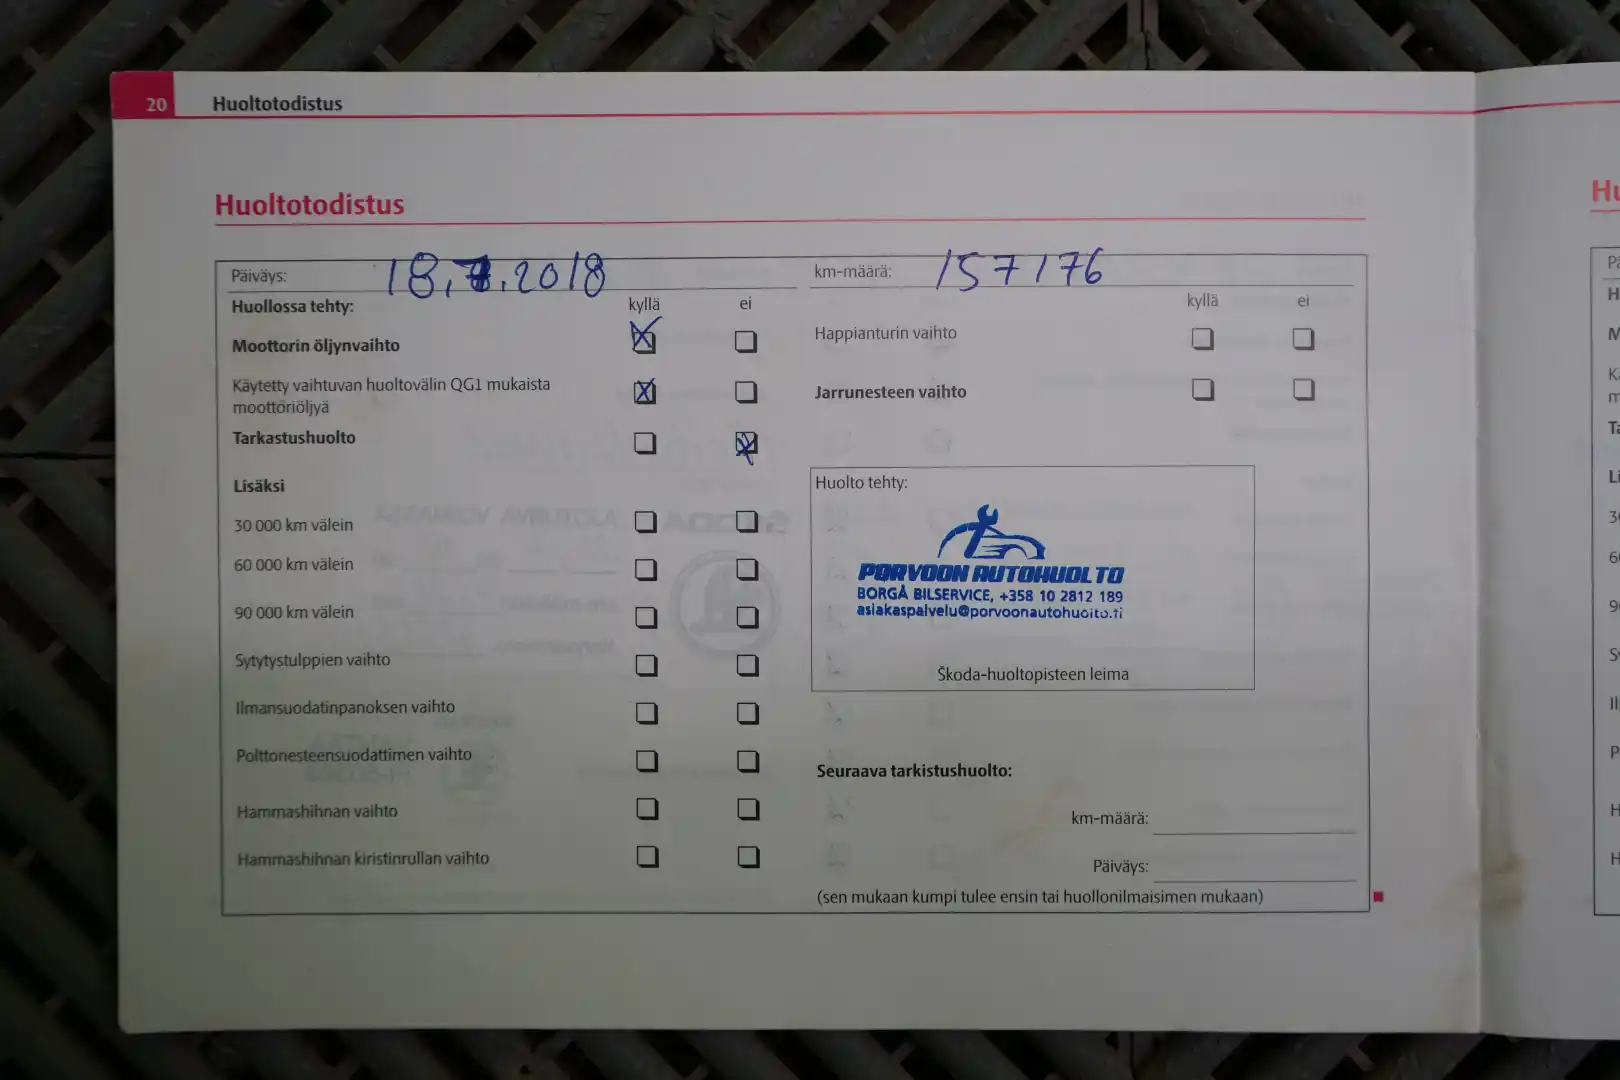 20 Huoltotodistus
Huoltotodistus
Päiväys: 18.7.2018
km-määrä: 157176
Huollossa tehty: kyllä ei
Moottorin öljynvaihto
Käytetty vaihtuvan huoltovälin QG1 mukaista
moottoriöljyä
Tarkastushuolto
Lisäksi
30 000 km välein
60 000 km välein
90 000 km välein
Sytytystulppien vaihto
Ilmansuodatinpanoksen vaihto
Polttonesteensuodattimen vaihto
Hammashihnan vaihto
Hammashihnan kiristinrullan vaihto
kyllä ei
Happianturin vaihto
Jarrunesteen vaihto
Huolto tehty:
PORVOON AUTOHUOLTO
BORGÅ BILSERVICE, +358 10 2812 189
asiakaspalvelu@porvoonautohuolto.fi
Škoda-huoltopisteen leima
Seuraava tarkistushuolto:
km-määrä:
Päiväys:
(sen mukaan kumpi tulee ensin tai huollonilmaisimen mukaan)